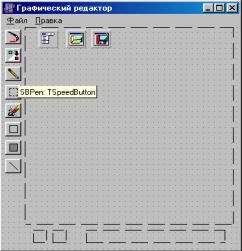 Графический редактор
Файл Правка
SBPen: TSpeedButton